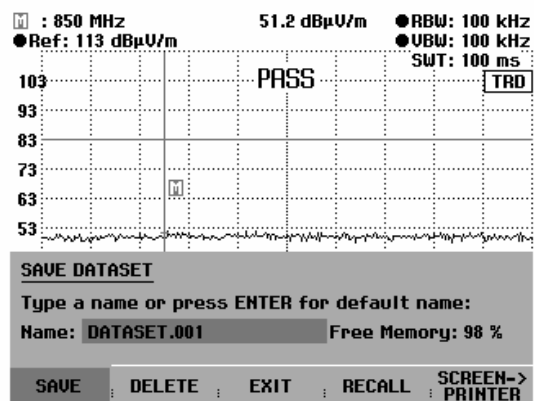 M : 850 MHz 51.2 dBµV/m ●RBW: 100 kHz
●Ref: 113 dBµV/m ●VBW: 100 kHz
SWT: 100 ms
PASS
TRD
103
93
83
73
M
63
53
SAVE DATASET
Type a name or press ENTER for default name:
Name: DATASET.001 Free Memory: 98 %
SAVE DELETE EXIT RECALL SCREEN->
PRINTER